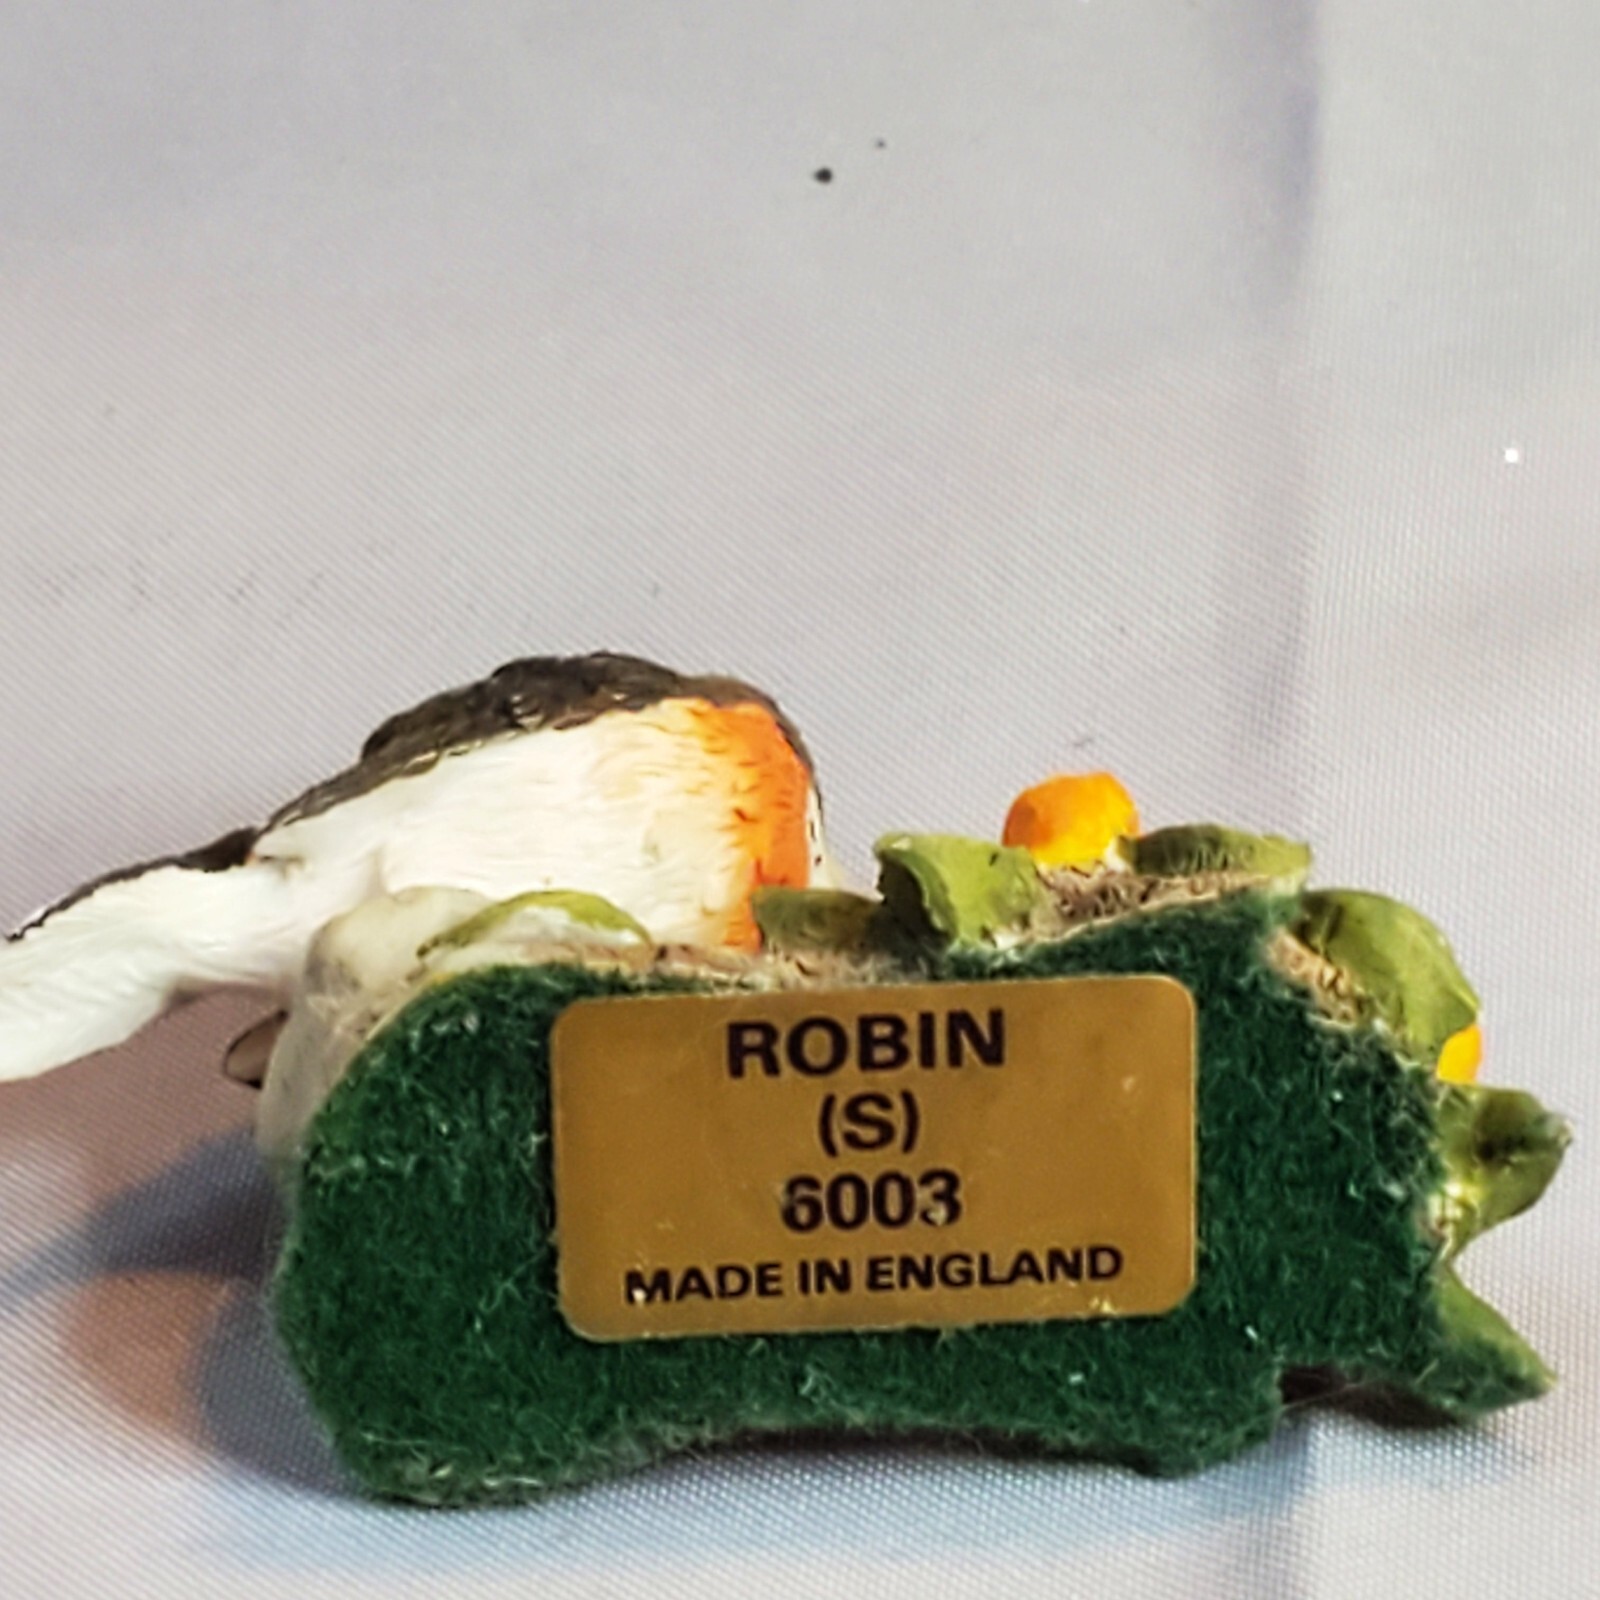 ROBIN
(S)
6003
MADE IN ENGLAND